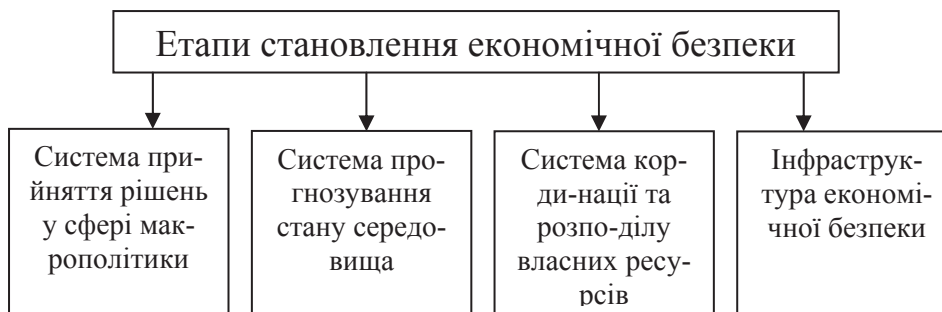 Етапи становлення економічної безпеки
Система при-
йняття рішень
у сфері мак-
рополітики
Система про-
гнозування
стану середо-
вища
Система кор-
ди-нації та
розпо-ділу
власних ресу-
рсів
Інфраструк-
тура економі-
чної безпеки